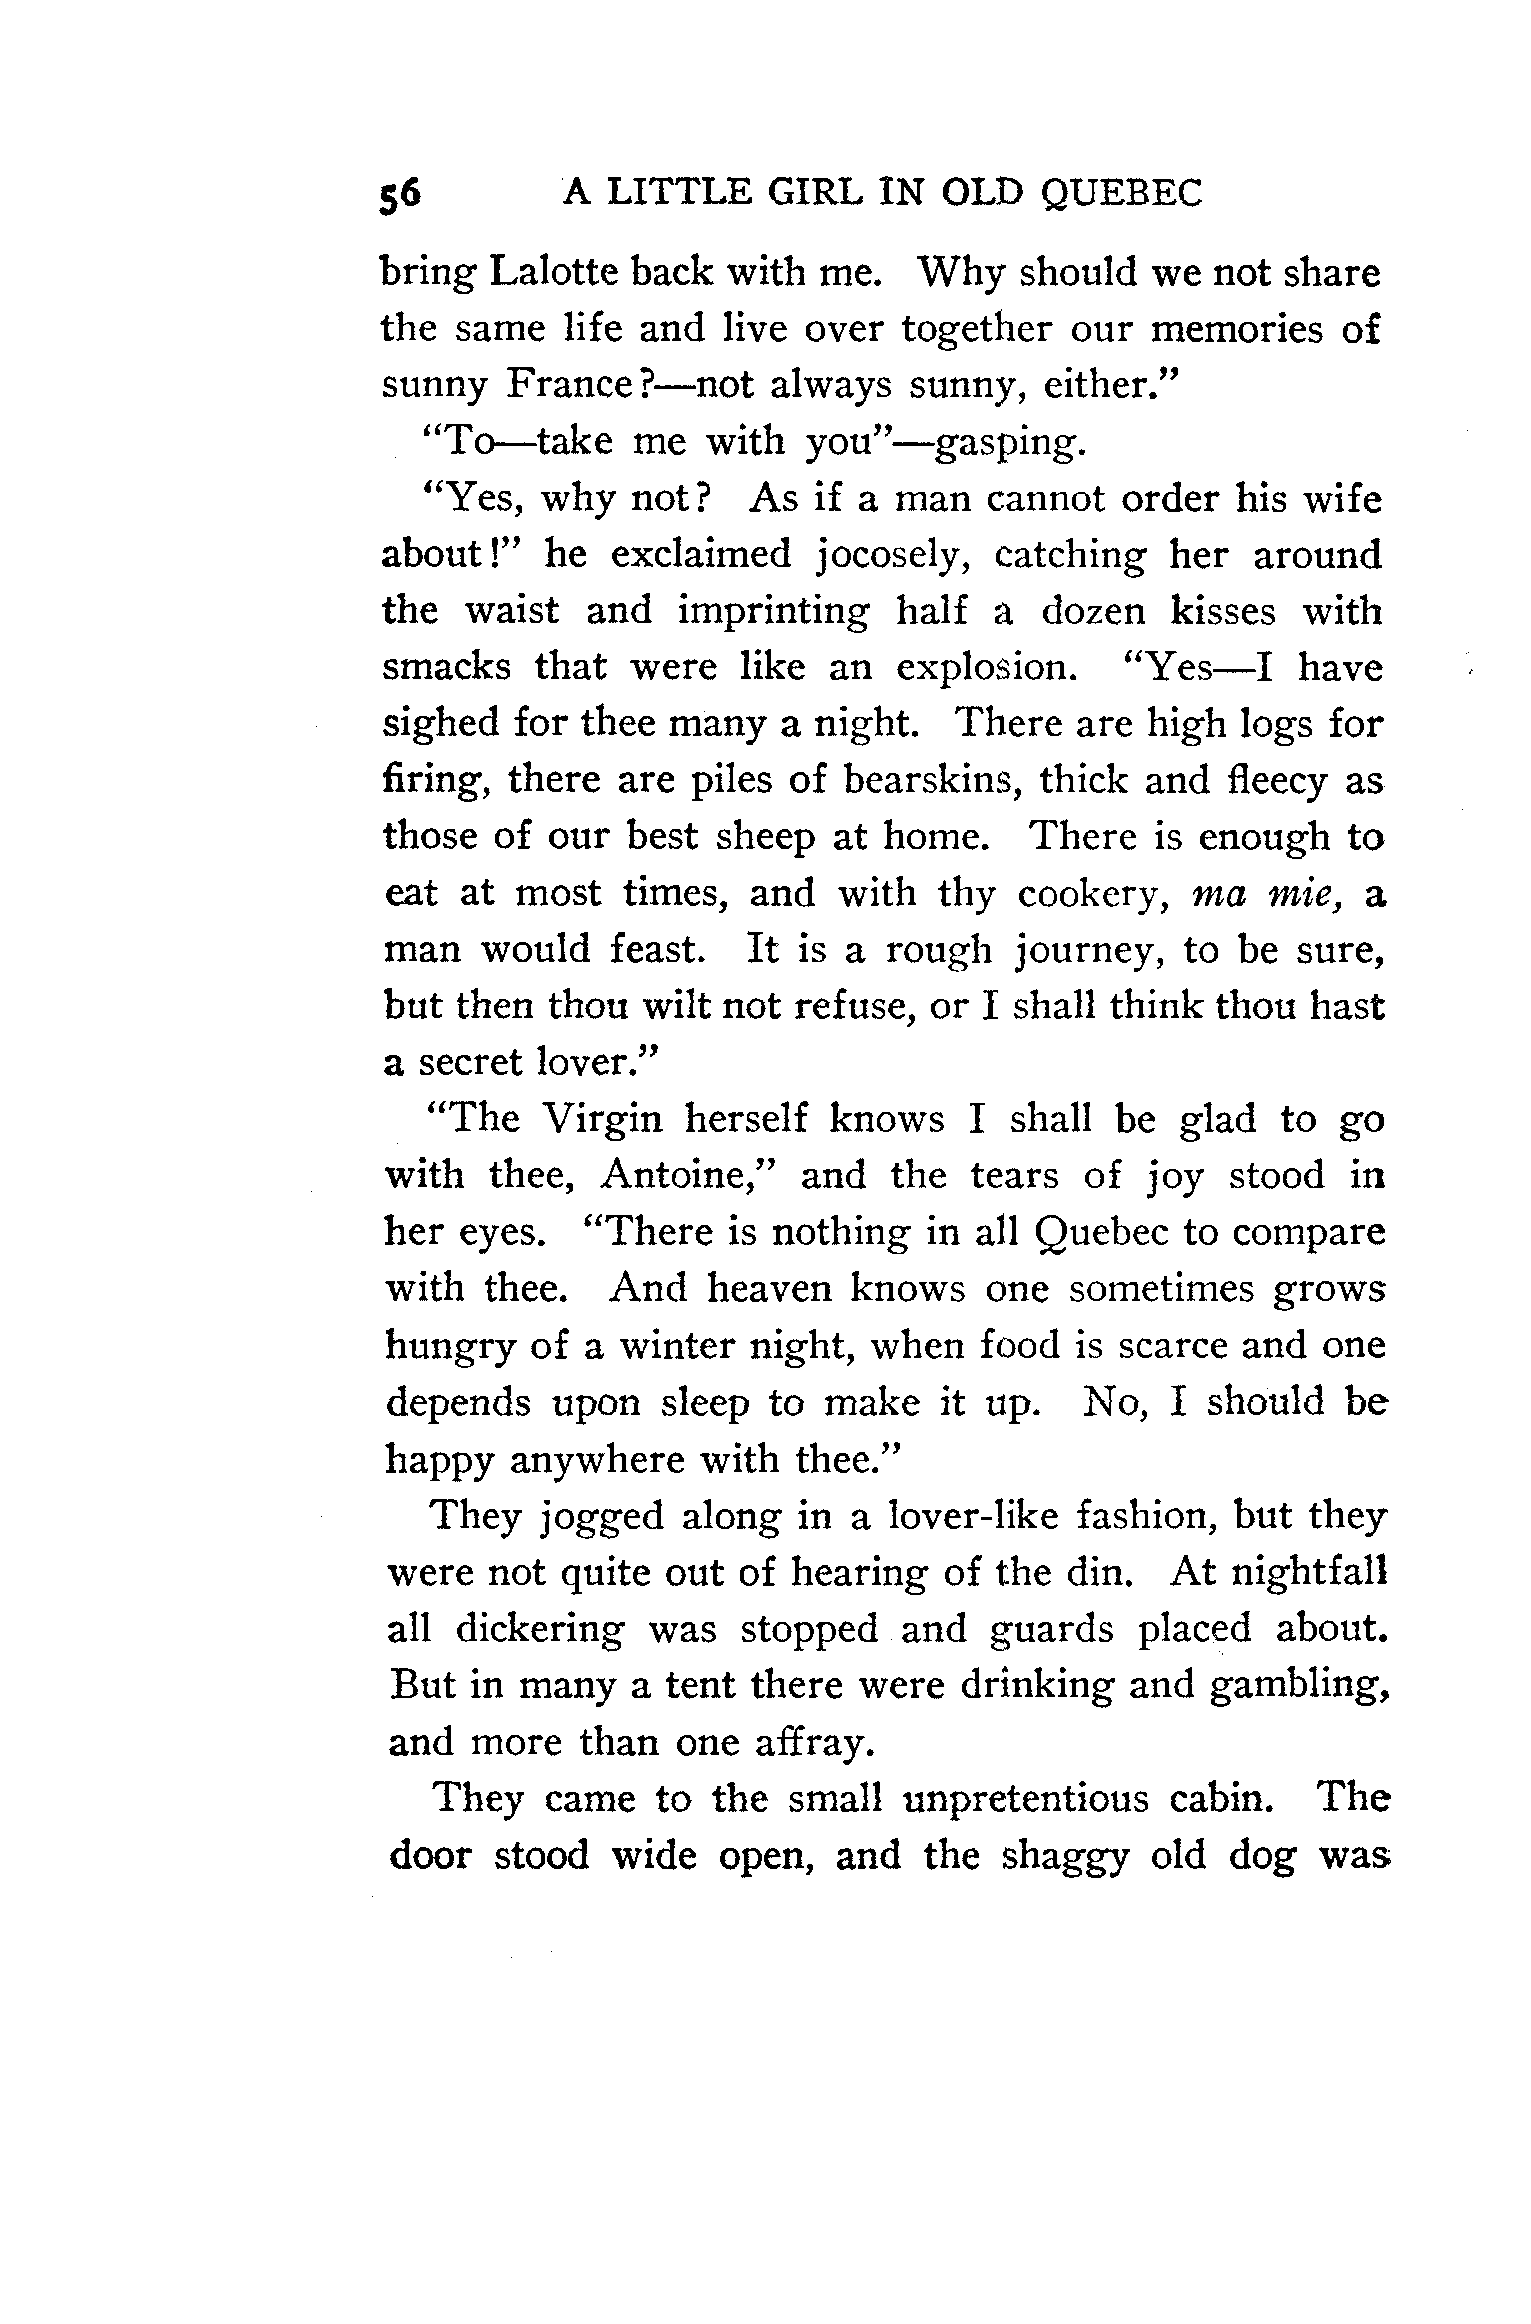 56 A LITTLE GIRL IN OLD QUEBEC
bring Lalotte back with me. Why should we not share
the same life and live over together our memories of
sunny France?—not always sunny, either.”
“To—take me with you”—gasping.
“Yes, why not? As if a man cannot order his wife
about!” he exclaimed jocosely, catching her around
the waist and imprinting half a dozen kisses with
smacks that were like an explosion. “Yes—I have
sighed for thee many a night. There are high logs for
firing, there are piles of bearskins, thick and fleecy as
those of our best sheep at home. There is enough to
eat at most times, and with thy cookery, ma mie, a
man would feast. It is a rough journey, to be sure,
but then thou wilt not refuse, or I shall think thou hast
a secret lover.”
“The Virgin herself knows I shall be glad to go
with thee, Antoine,” and the tears of joy stood in
her eyes. “There is nothing in all Quebec to compare
with thee. And heaven knows one sometimes grows
hungry of a winter night, when food is scarce and one
depends upon sleep to make it up. No, I should be
happy anywhere with thee.”
They jogged along in a lover-like fashion, but they
were not quite out of hearing of the din. At nightfall
all dickering was stopped and guards placed about.
But in many a tent there were drinking and gambling,
and more than one affray.
They came to the small unpretentious cabin. The
door stood wide open, and the shaggy old dog was